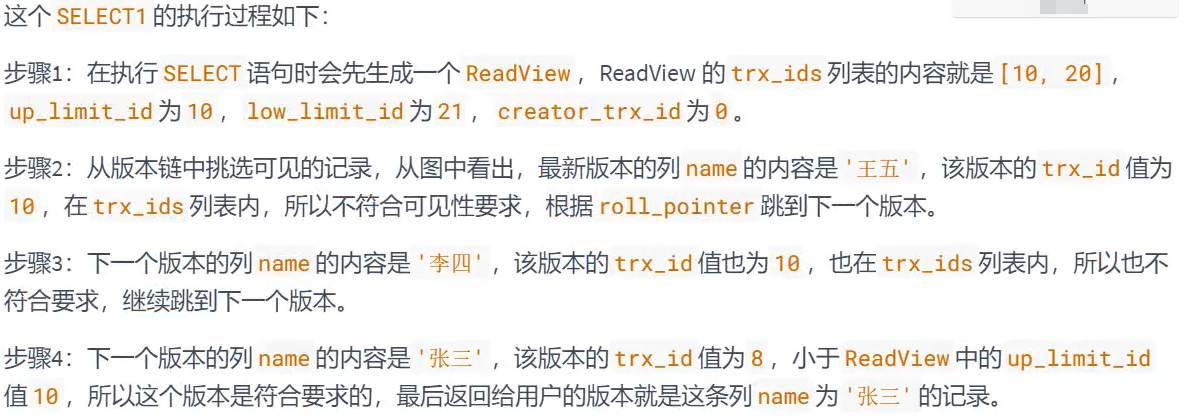 这个 SELECT1 的执行过程如下：
步骤1：在执行 SELECT 语句时会先生成一个 ReadView ，ReadView 的 trx_ids 列表的内容就是 [10, 20] ，
up_limit_id 为 10 ， low_limit_id 为 21 ， creator_trx_id 为 0 。
步骤2：从版本链中挑选可见的记录，从图中看出，最新版本的列 name 的内容是 '王五' ，该版本的 trx_id 值为
10 ，在 trx_ids 列表内，所以不符合可见性要求，根据 roll_pointer 跳到下一个版本。
步骤3：下一个版本的列 name 的内容是 '李四' ，该版本的 trx_id 值也为 10 ，也在 trx_ids 列表内，所以也不
符合要求，继续跳到下一个版本。
步骤4：下一个版本的列 name 的内容是 '张三' ，该版本的 trx_id 值为 8 ，小于 ReadView 中的 up_limit_id
值 10 ，所以这个版本是符合要求的，最后返回给用户的版本就是这条列 name 为 '张三' 的记录。